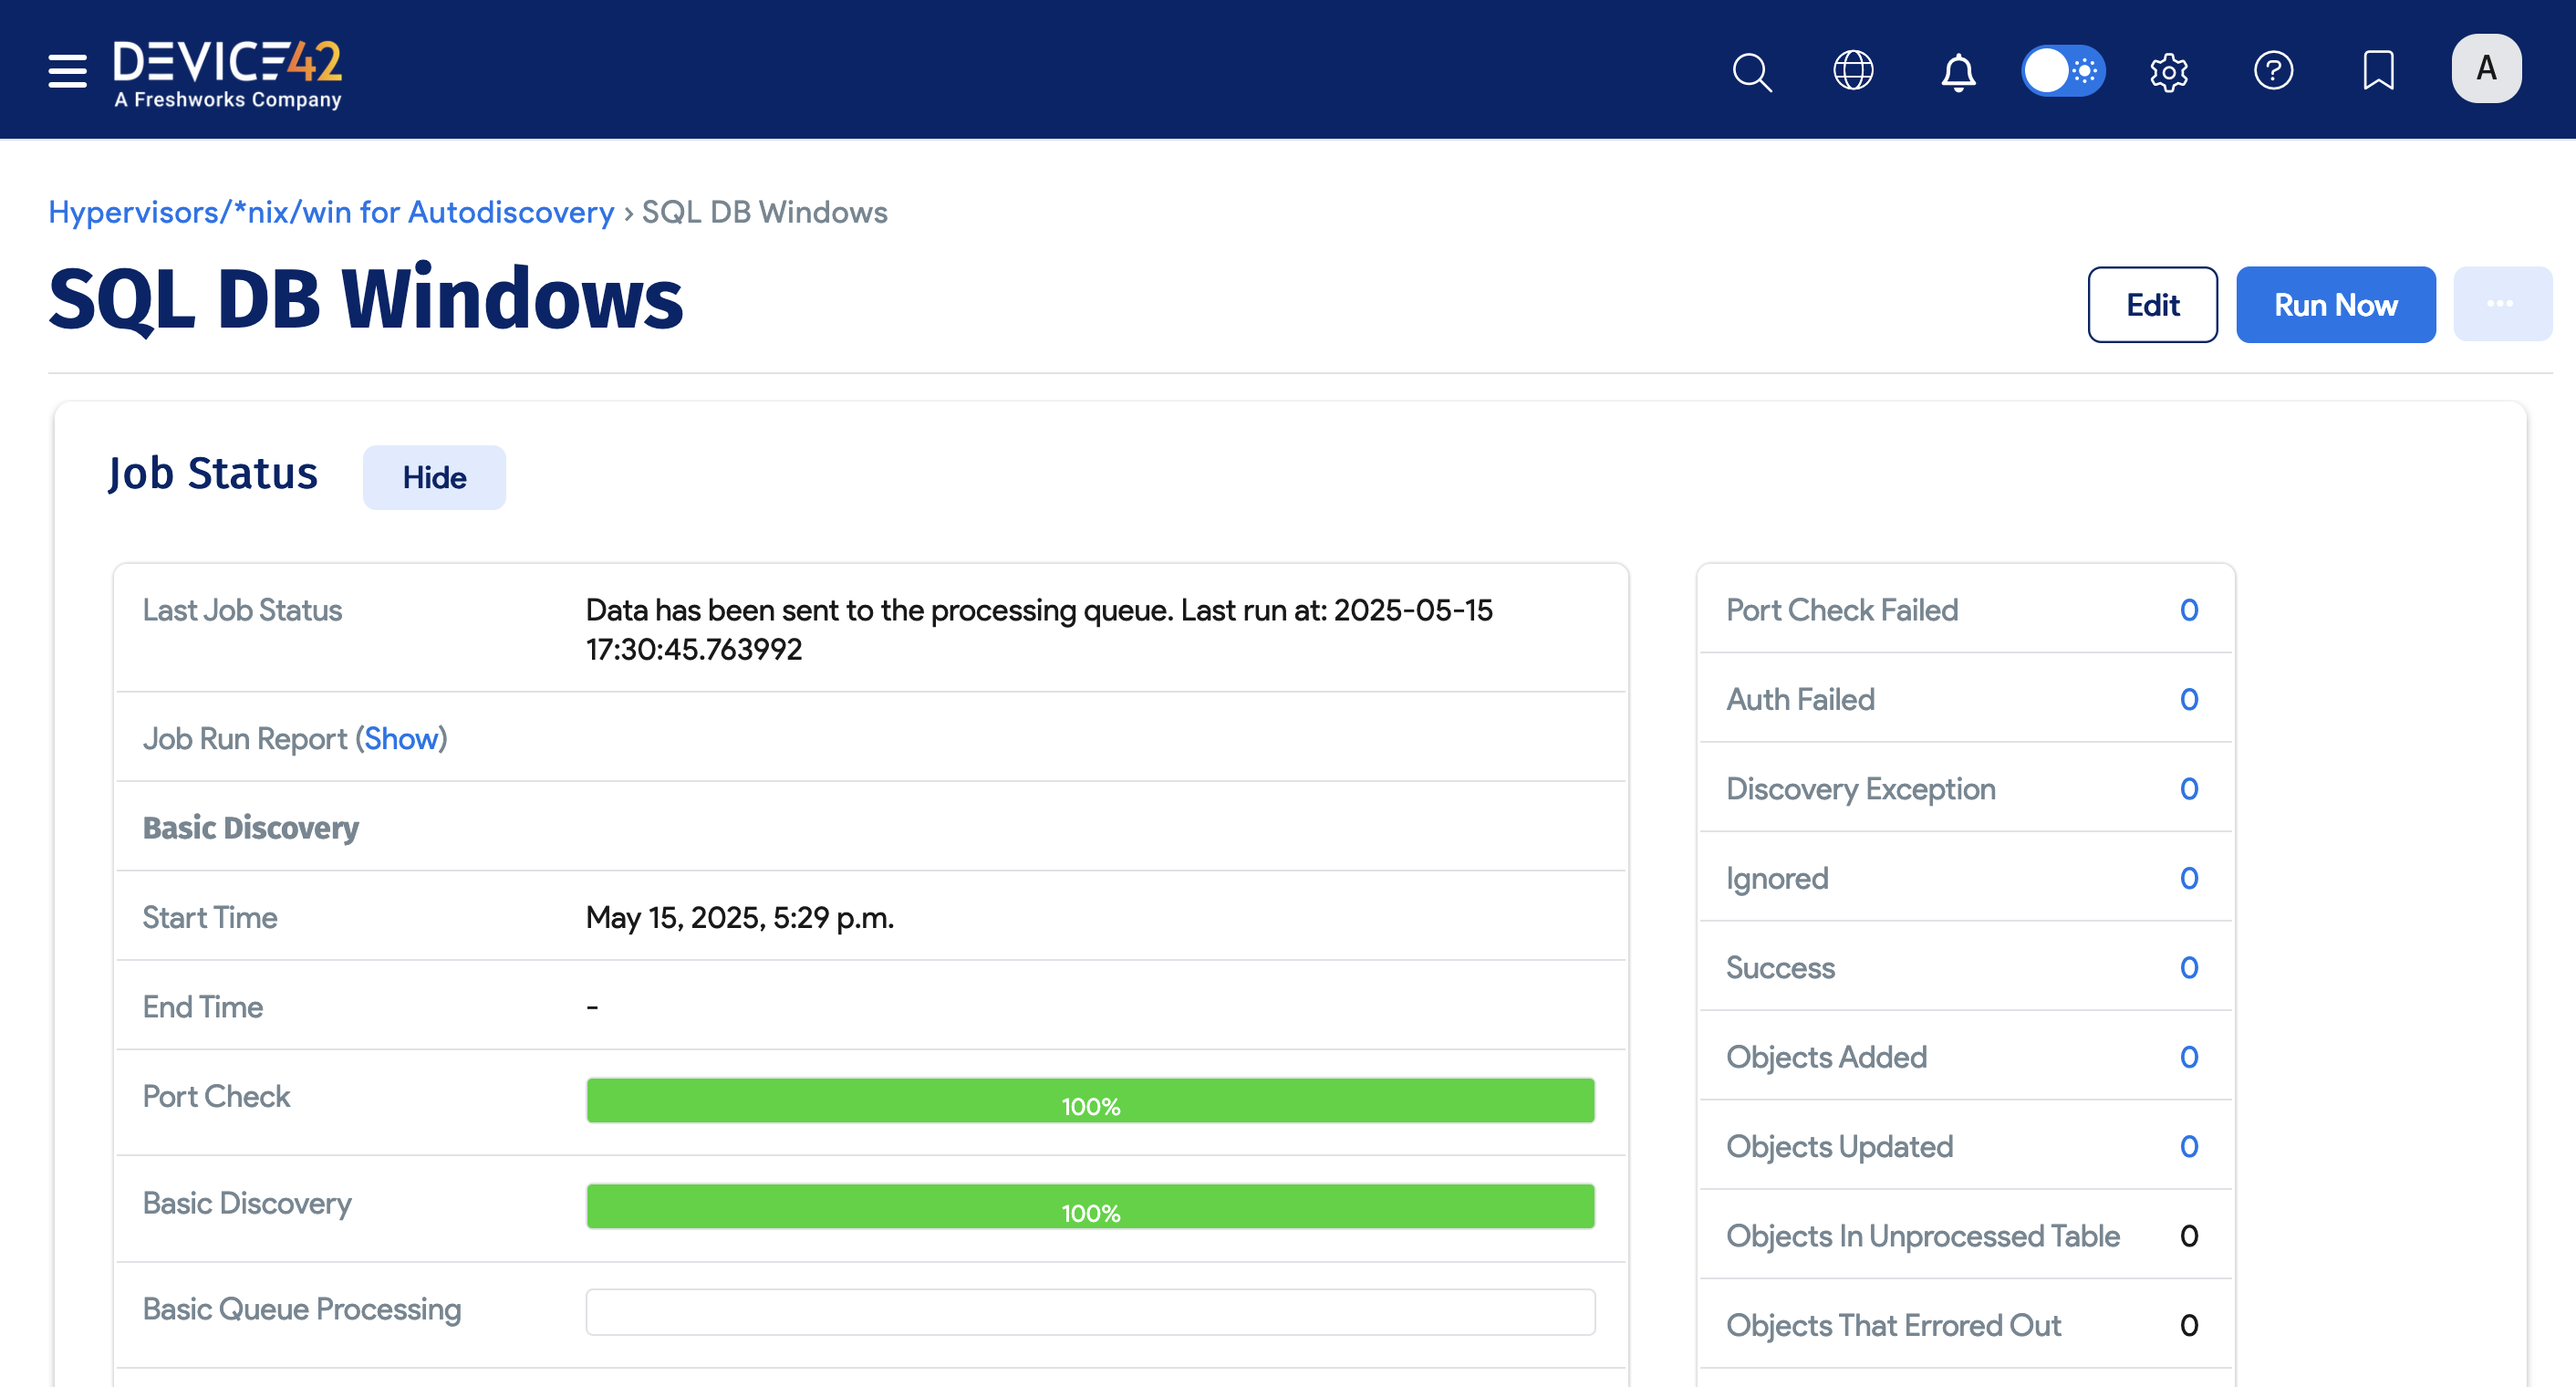 DEVICE42
A Freshworks Company
A
Hypervisors/*nix/win for Autodiscovery › SQL DB Windows
SQL DB Windows
Edit
Run Now
...
Job Status
Hide
Last Job Status
Data has been sent to the processing queue. Last run at: 2025-05-15
17:30:45.763992
Job Run Report (Show)
Basic Discovery
Start Time
May 15, 2025, 5:29 p.m.
End Time
-
Port Check
100%
Basic Discovery
100%
Basic Queue Processing
Port Check Failed 0
Auth Failed 0
Discovery Exception 0
Ignored 0
Success 0
Objects Added 0
Objects Updated 0
Objects In Unprocessed Table 0
Objects That Errored Out 0